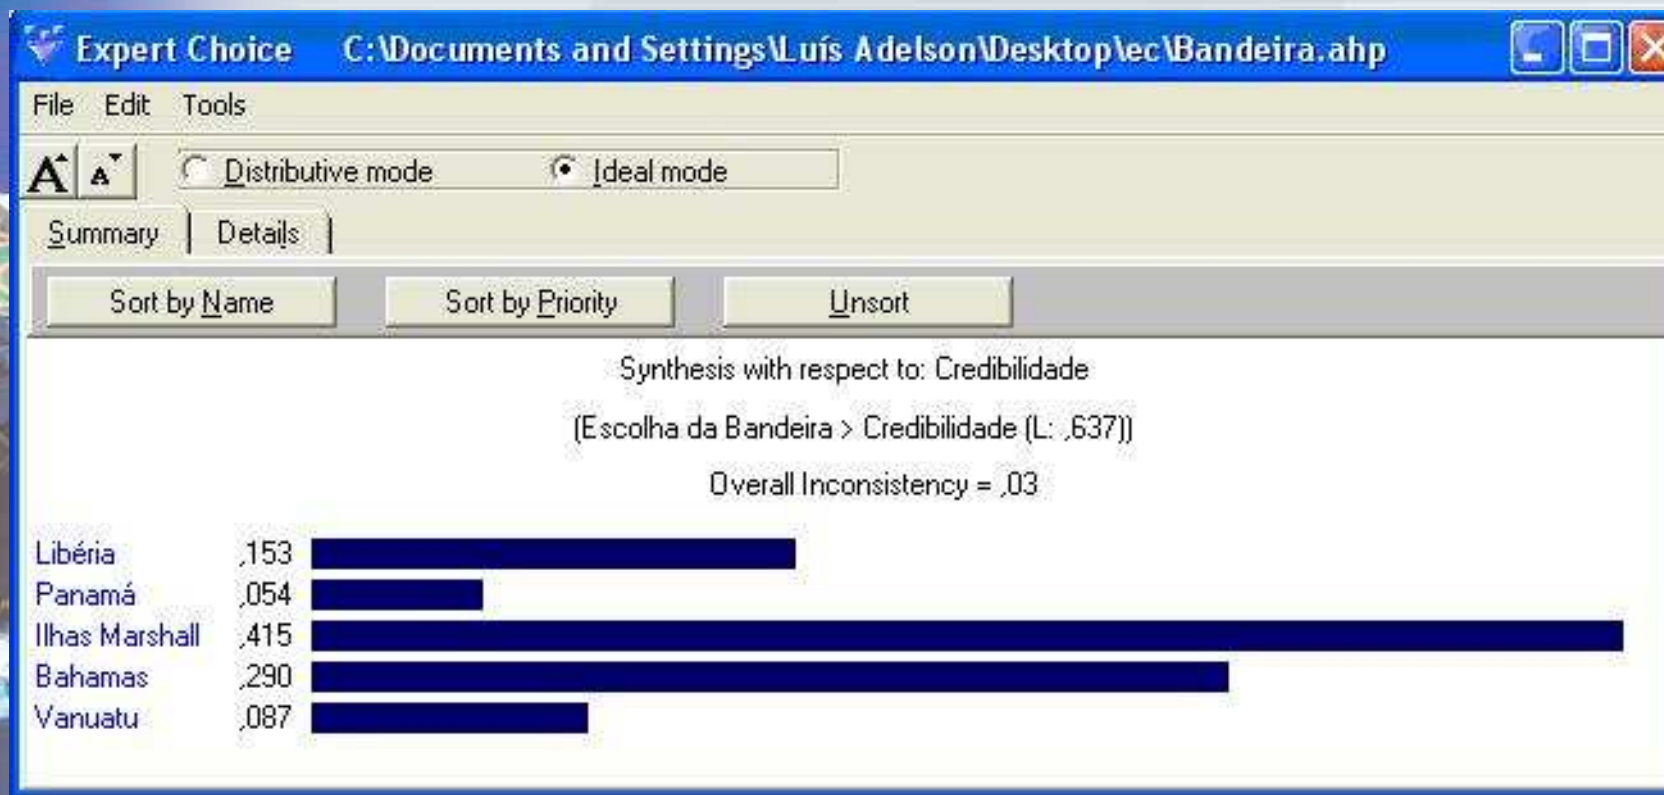 Expert Choice C:\Documents and Settings\Luís Adelson\Desktop\ec\Bandeira.ahp
File Edit Tools
A A Distributive mode Ideal mode
Summary Details
Sort by Name Sort by Priority Unsort
Synthesis with respect to: Credibilidade
(Escolha da Bandeira > Credibilidade (L: ,637))
Overall Inconsistency = ,03
Libéria ,153
Panamá ,054
Ilhas Marshall ,415
Bahamas ,290
Vanuatu ,087